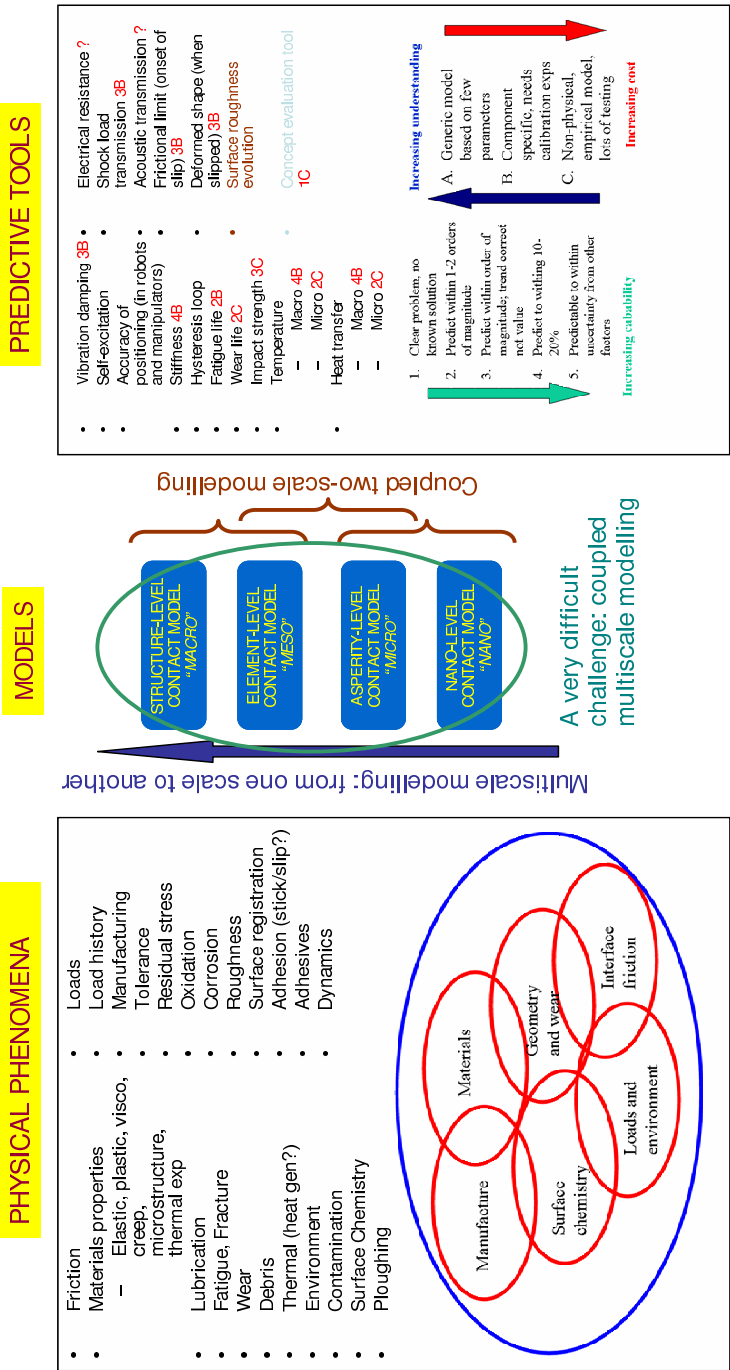 PHYSICAL PHENOMENA
• Friction
• Materials properties
– Elastic, plastic, visco,
creep,
microstructure,
thermal exp
• Lubrication
• Fatigue, Fracture
• Wear
• Debris
• Thermal (heat gen?)
• Environment
• Contamination
• Surface Chemistry
• Ploughing
• Loads
• Load history
• Manufacturing
• Tolerance
• Residual stress
• Oxidation
• Corrosion
• Roughness
• Surface registration
• Adhesion (stick/slip?)
• Adhesives
• Dynamics
Manufacture
Materials
Surface
chemistry
Geometry
and wear
Loads and
environment
Interface
friction
MODELS
Multiscale modelling: from one scale to another
STRUCTURE-LEVEL
CONTACT MODEL
"MACRO"
ELEMENT-LEVEL
CONTACT MODEL
"MESO"
ASPERITY-LEVEL
CONTACT MODEL
"MICRO"
NANO-LEVEL
CONTACT MODEL
"NANO"
Coupled two-scale modelling
A very difficult
challenge: coupled
multiscale modelling
PREDICTIVE TOOLS
• Vibration damping 3B
• Self-excitation
• Accuracy of
positioning (in robots
and manipulators)
• Stiffness 4B
• Hysteresis loop
• Fatigue life 2B
• Wear life 2C
• Impact strength 3C
• Temperature
– Macro 4B
– Micro 2C
• Heat transfer
– Macro 4B
– Micro 2C
• Electrical resistance ?
• Shock load
transmission 3B
• Acoustic transmission ?
• Frictional limit (onset of
slip) 3B
• Deformed shape (when
slipped) 3B
• Surface roughness
evolution
• Concept evaluation tool
1C
1. Clear problem, no
known solution
2. Predict within 1-2 orders
of magnitude
3. Predict within order of
magnitude; trend correct
not value
4. Predict to withing 10-
20%
5. Predictable to within
uncertainty from other
factors
Increasing cabability
Increasing understanding
A. Generic model
based on few
parameters
B. Component
specific, needs
calibration exps
C. Non-physical,
empirical model,
lots of testing
Increasing cost